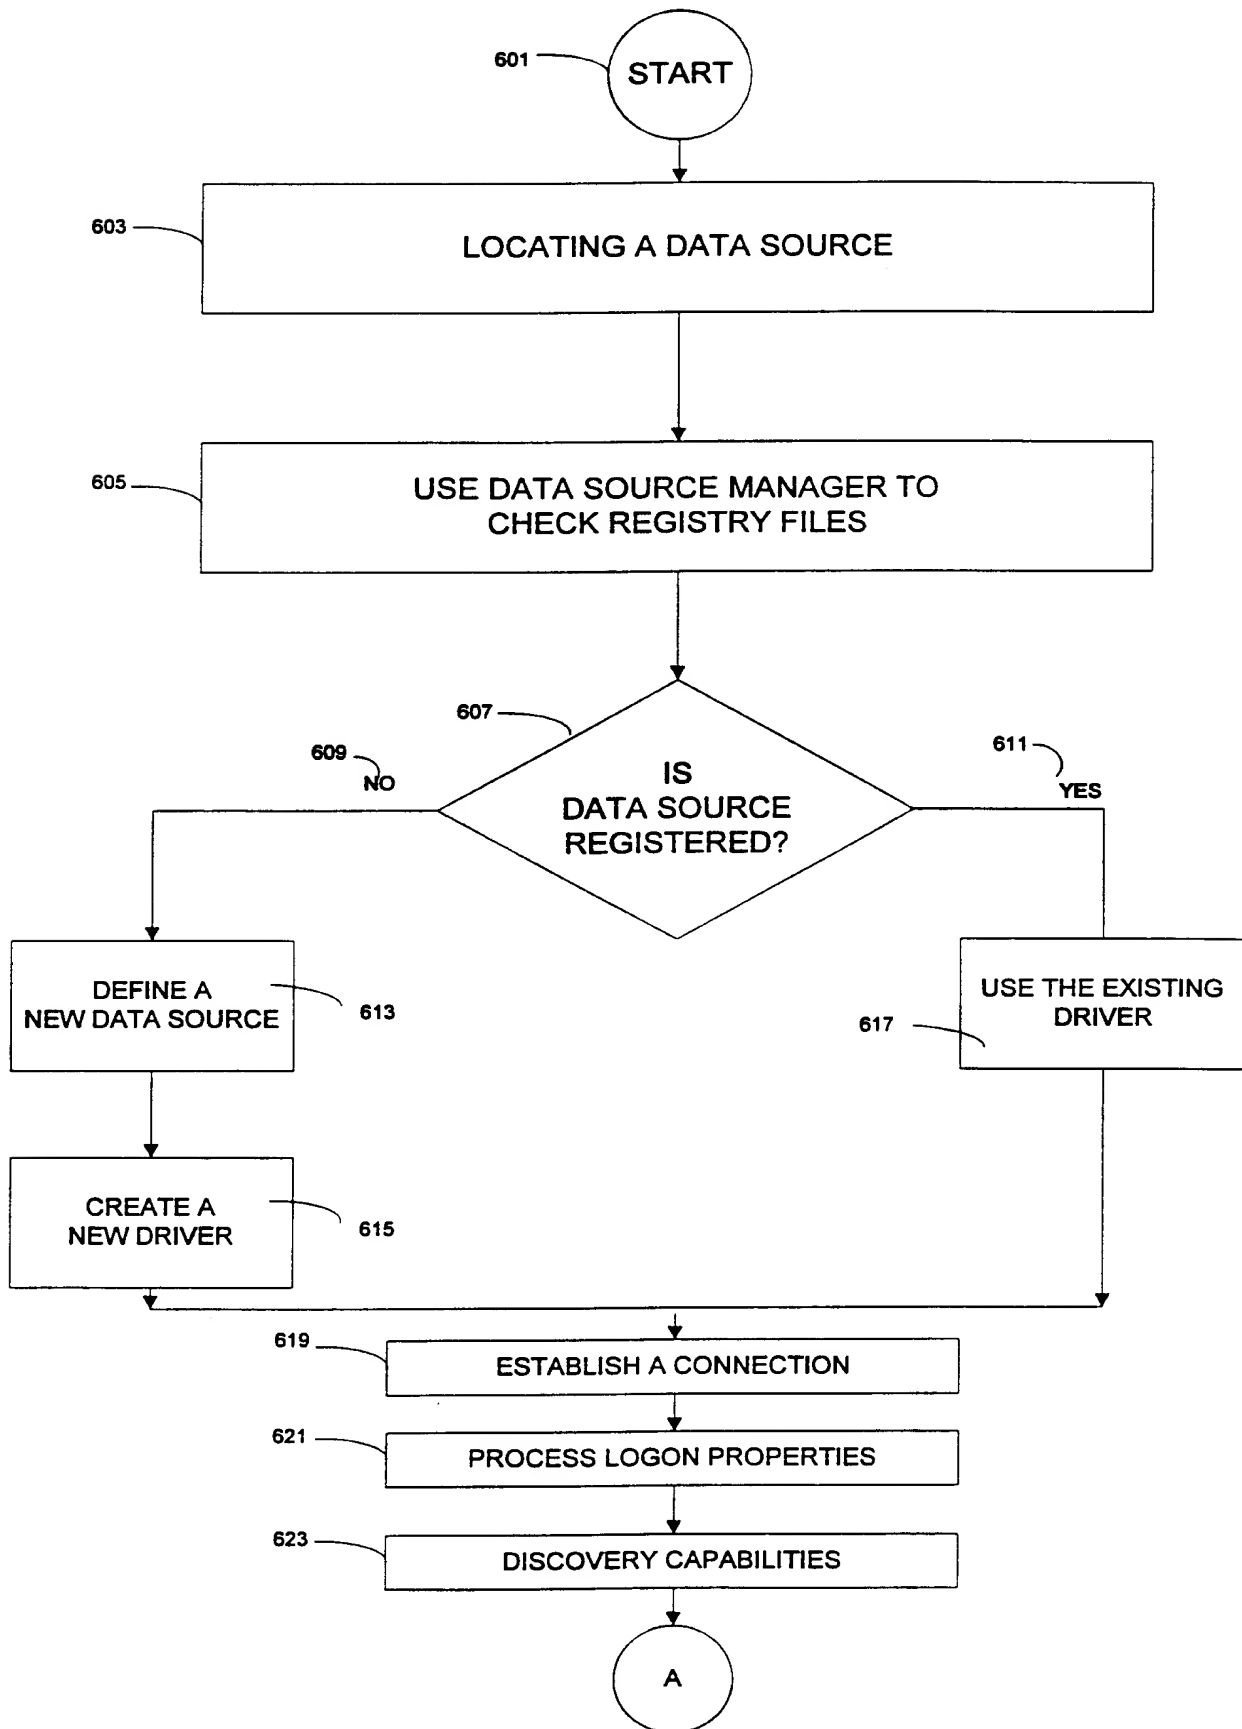 601
START
603
LOCATING A DATA SOURCE
605
USE DATA SOURCE MANAGER TO
CHECK REGISTRY FILES
607
609
NO
611
YES
IS
DATA SOURCE
REGISTERED?
DEFINE A
NEW DATA SOURCE
613
USE THE EXISTING
DRIVER
617
CREATE A
NEW DRIVER
615
619
ESTABLISH A CONNECTION
621
PROCESS LOGON PROPERTIES
623
DISCOVERY CAPABILITIES
A